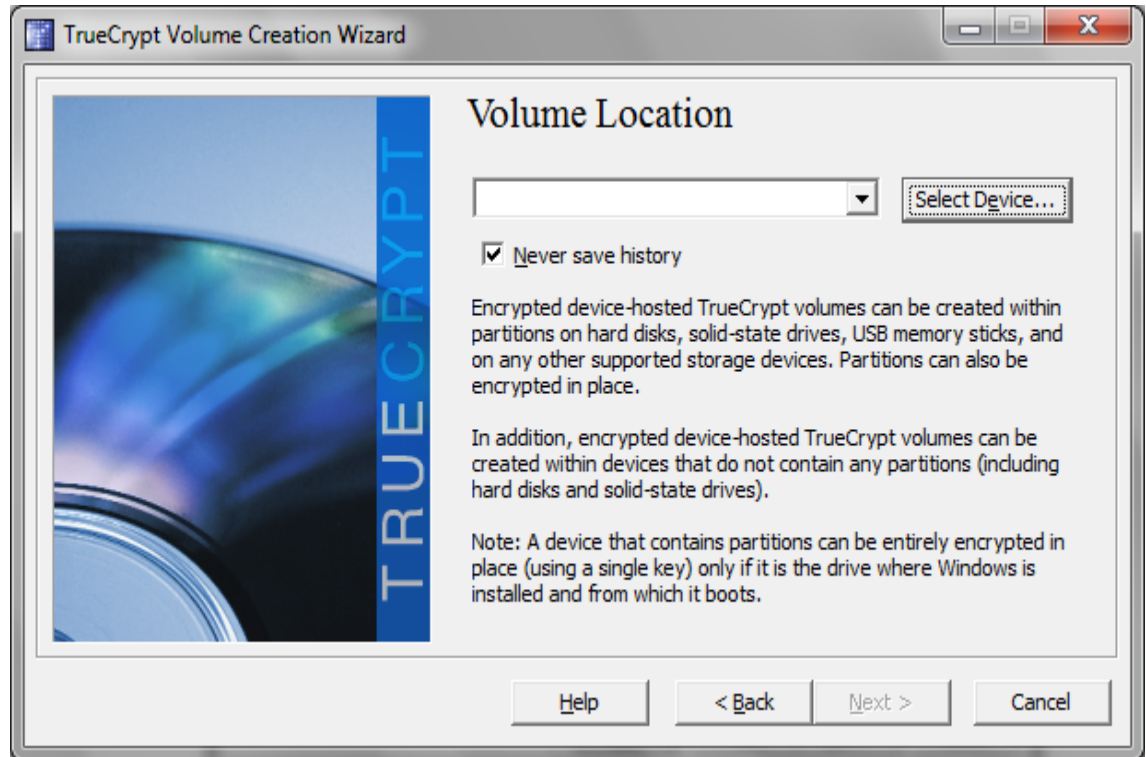 TrueCrypt Volume Creation Wizard
TRUECRYPT
Volume Location
Select Device...
Never save history
Encrypted device-hosted TrueCrypt volumes can be created within
partitions on hard disks, solid-state drives, USB memory sticks, and
on any other supported storage devices. Partitions can also be
encrypted in place.
In addition, encrypted device-hosted TrueCrypt volumes can be
created within devices that do not contain any partitions (including
hard disks and solid-state drives).
Note: A device that contains partitions can be entirely encrypted in
place (using a single key) only if it is the drive where Windows is
installed and from which it boots.
Help < Back Next > Cancel